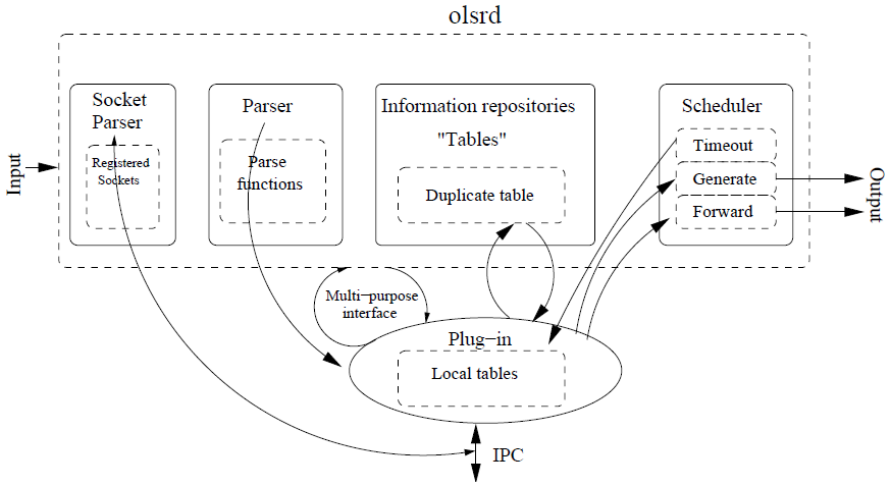 olsrd
Socket
Parser
Registered
Sockets
Parser
Parse
functions
Information repositories
"Tables"
Duplicate table
Scheduler
Timeout
Generate
Forward
Input
Output
Multi−purpose
interface
Plug−in
Local tables
IPC